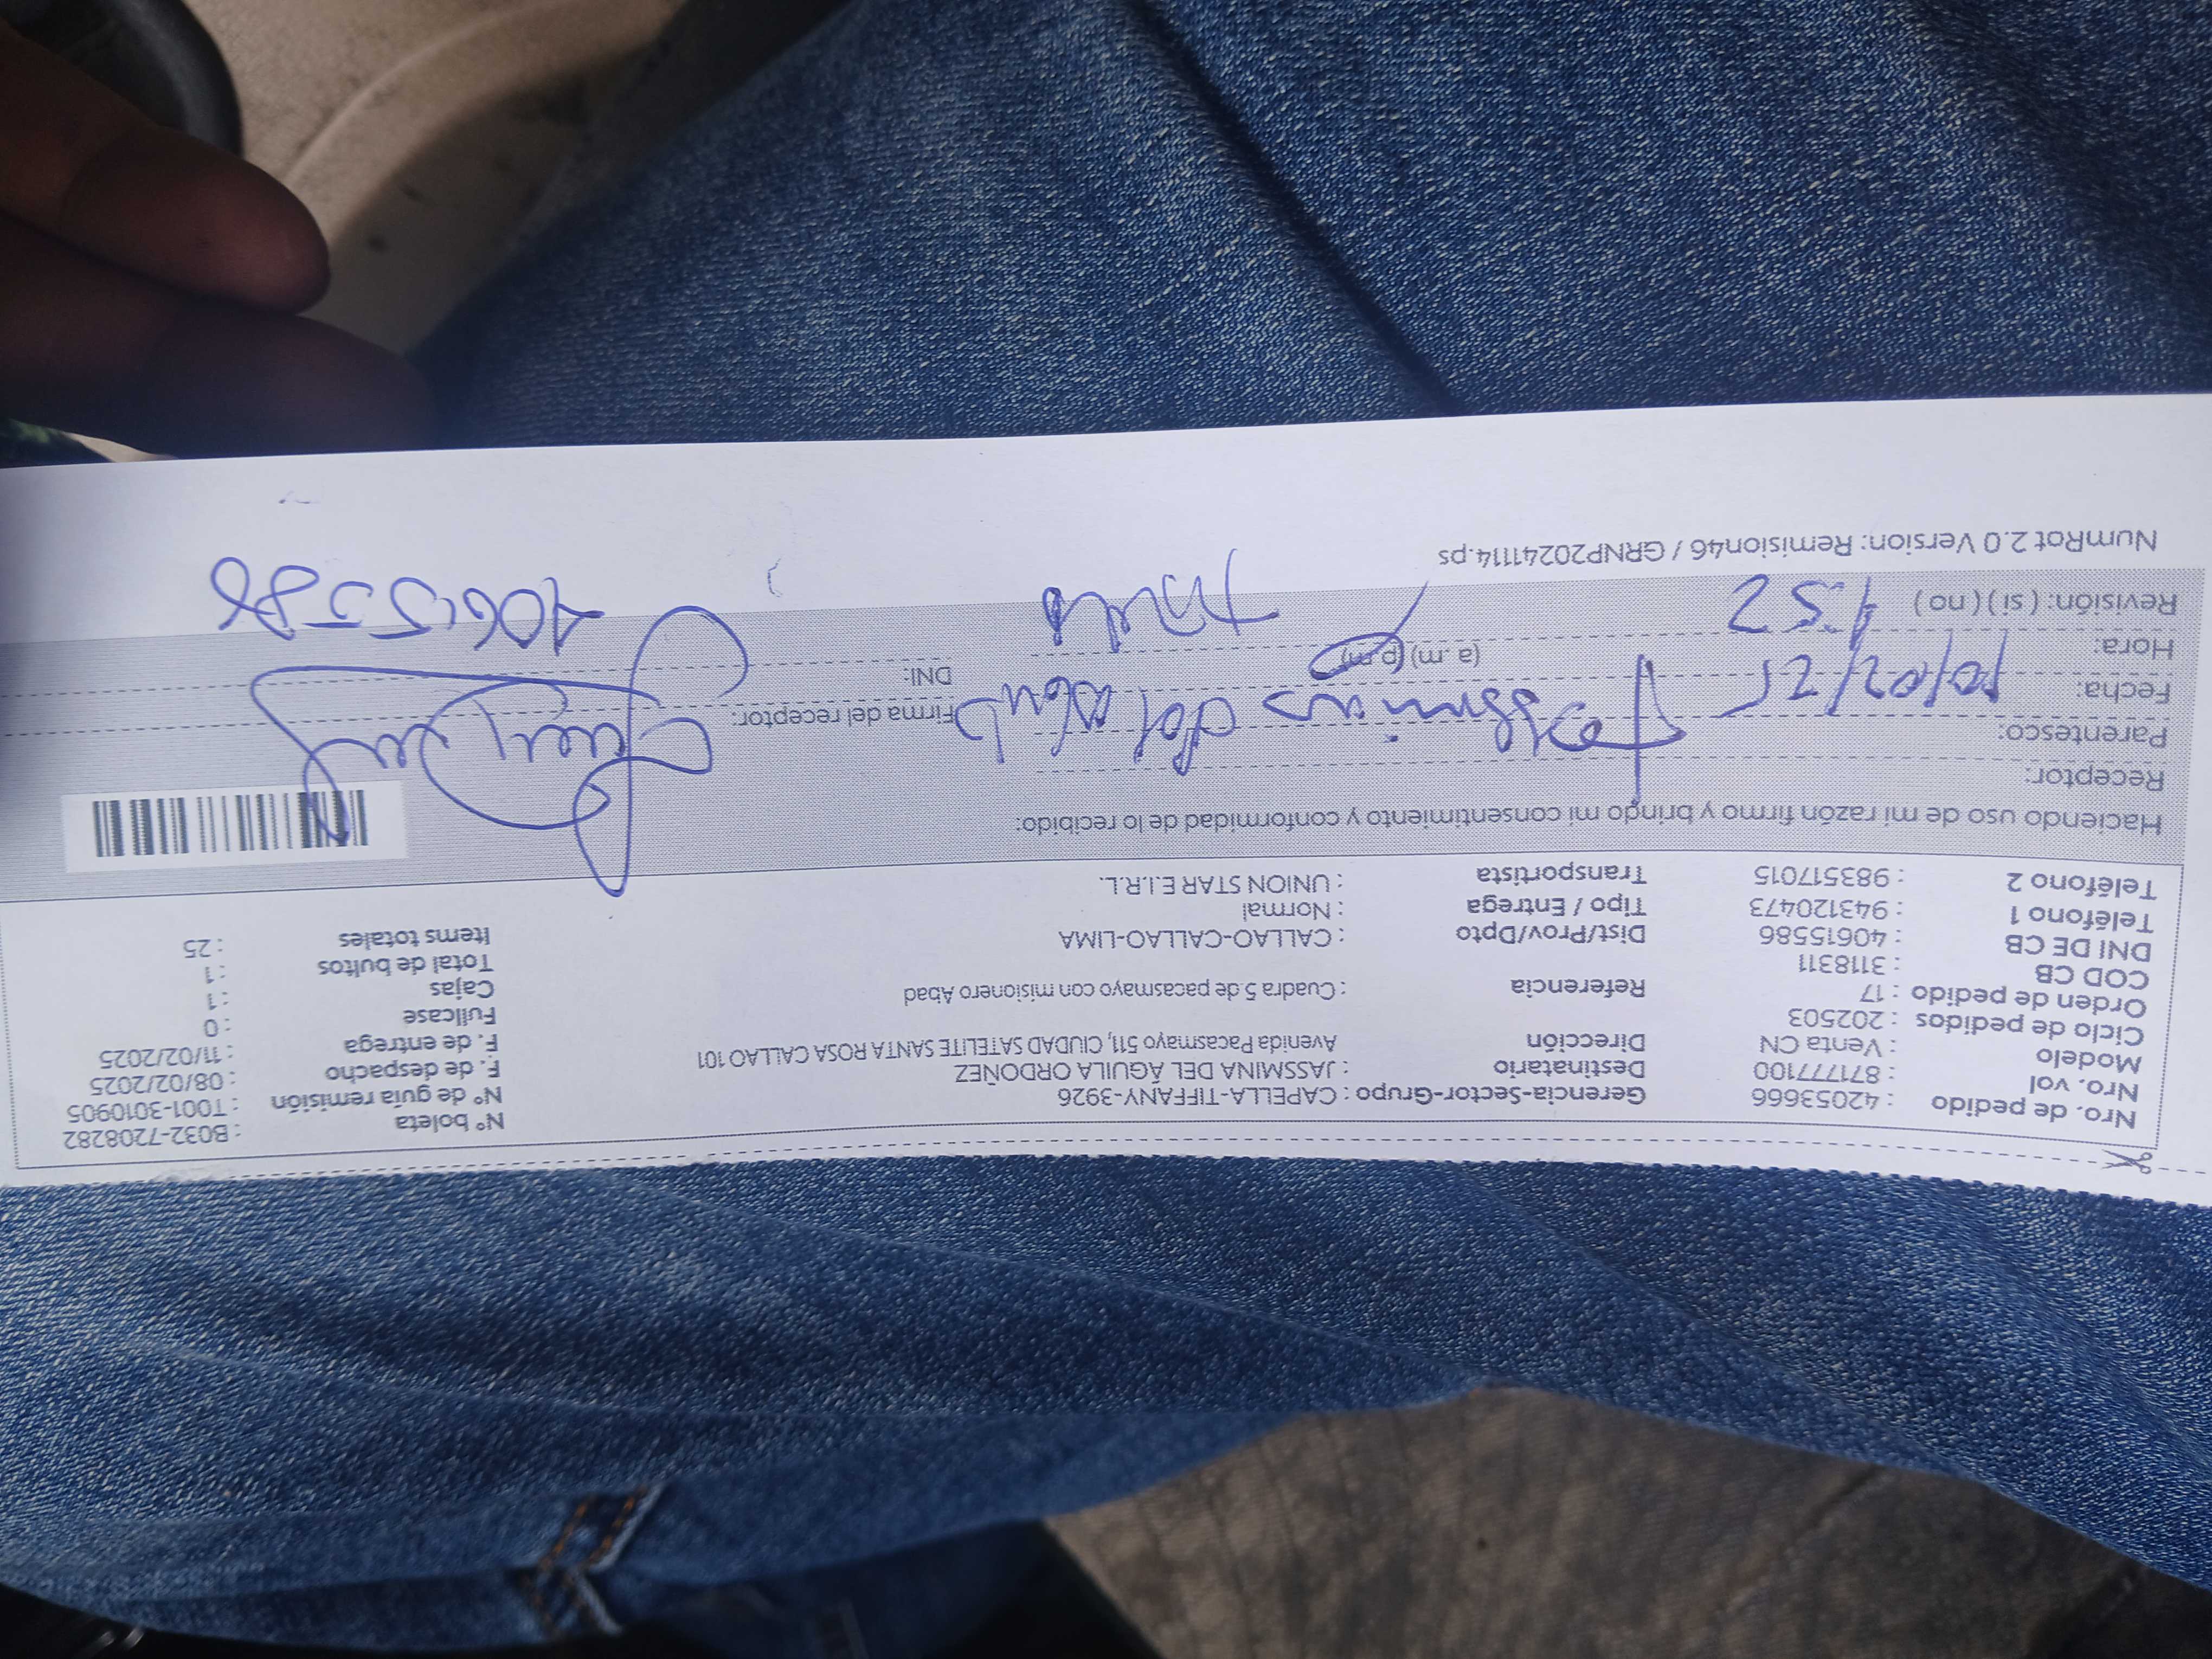 Nro. de pedido : 42053666 Gerencia-Sector-Grupo : CAPELLA-TIFFANY-3926 N° boleta : B032-7208282
Nro. vol : 87177100 Destinatario : JASSMINA DEL ÁGUILA ORDOÑEZ N° de guía remisión : T001-3010905
Modelo : Venta CN Dirección Avenida Pacasmayo 511, CIUDAD SATELITE SANTA ROSA CALLAO 101 F. de despacho : 08/02/2025
Ciclo de pedidos : 202503 F. de entrega : 11/02/2025
Orden de pedido : 17 Referencia : Cuadra 5 de pacasmayo con misionero Abad Fullcase : 0
COD CB : 3118311 Cajas : 1
DNI DE CB : 40615586 Dist/Prov/Dpto : CALLAO-CALLAO-LIMA Total de bultos : 1
Teléfono 1 : 943120473 Tipo / Entrega : Normal Items totales : 25
Teléfono 2 : 983517015 Transportista : UNION STAR E.I.R.L.
Haciendo uso de mi razón firmo y brindo mi consentimiento y conformidad de lo recibido:
Receptor: del
Parentesco: Firma del receptor:
Fecha: 10/02/25
Hora: 1:52 (a.m) (p.m) DNI:
Revisión: (si) (no)
NumRot 2.0 Version: Remision46 / GRNP20241114.ps